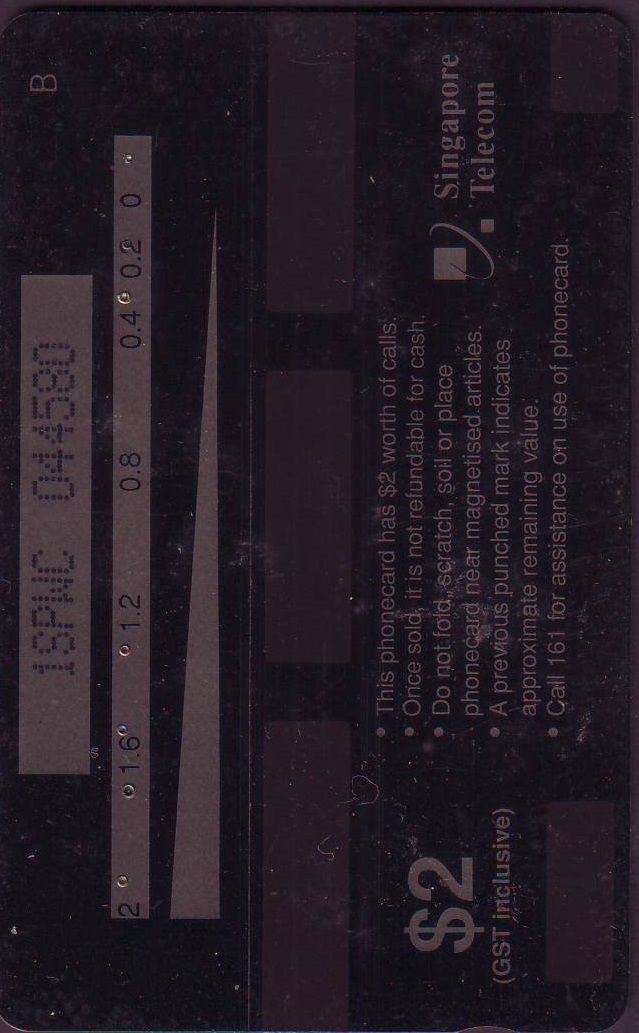 B
1SPWC 044580
2 1.6 1.2 0.8 0.4 0.2 0
• This phonecard has $2 worth of calls.
• Once sold, it is not refundable for cash.
• Do not fold, scratch, soil or place
phonecard near magnetised articles.
• A previous punched mark indicates
approximate remaining value.
• Call 161 for assistance on use of phonecard.
$2
(GST inclusive)
Singapore
Telecom